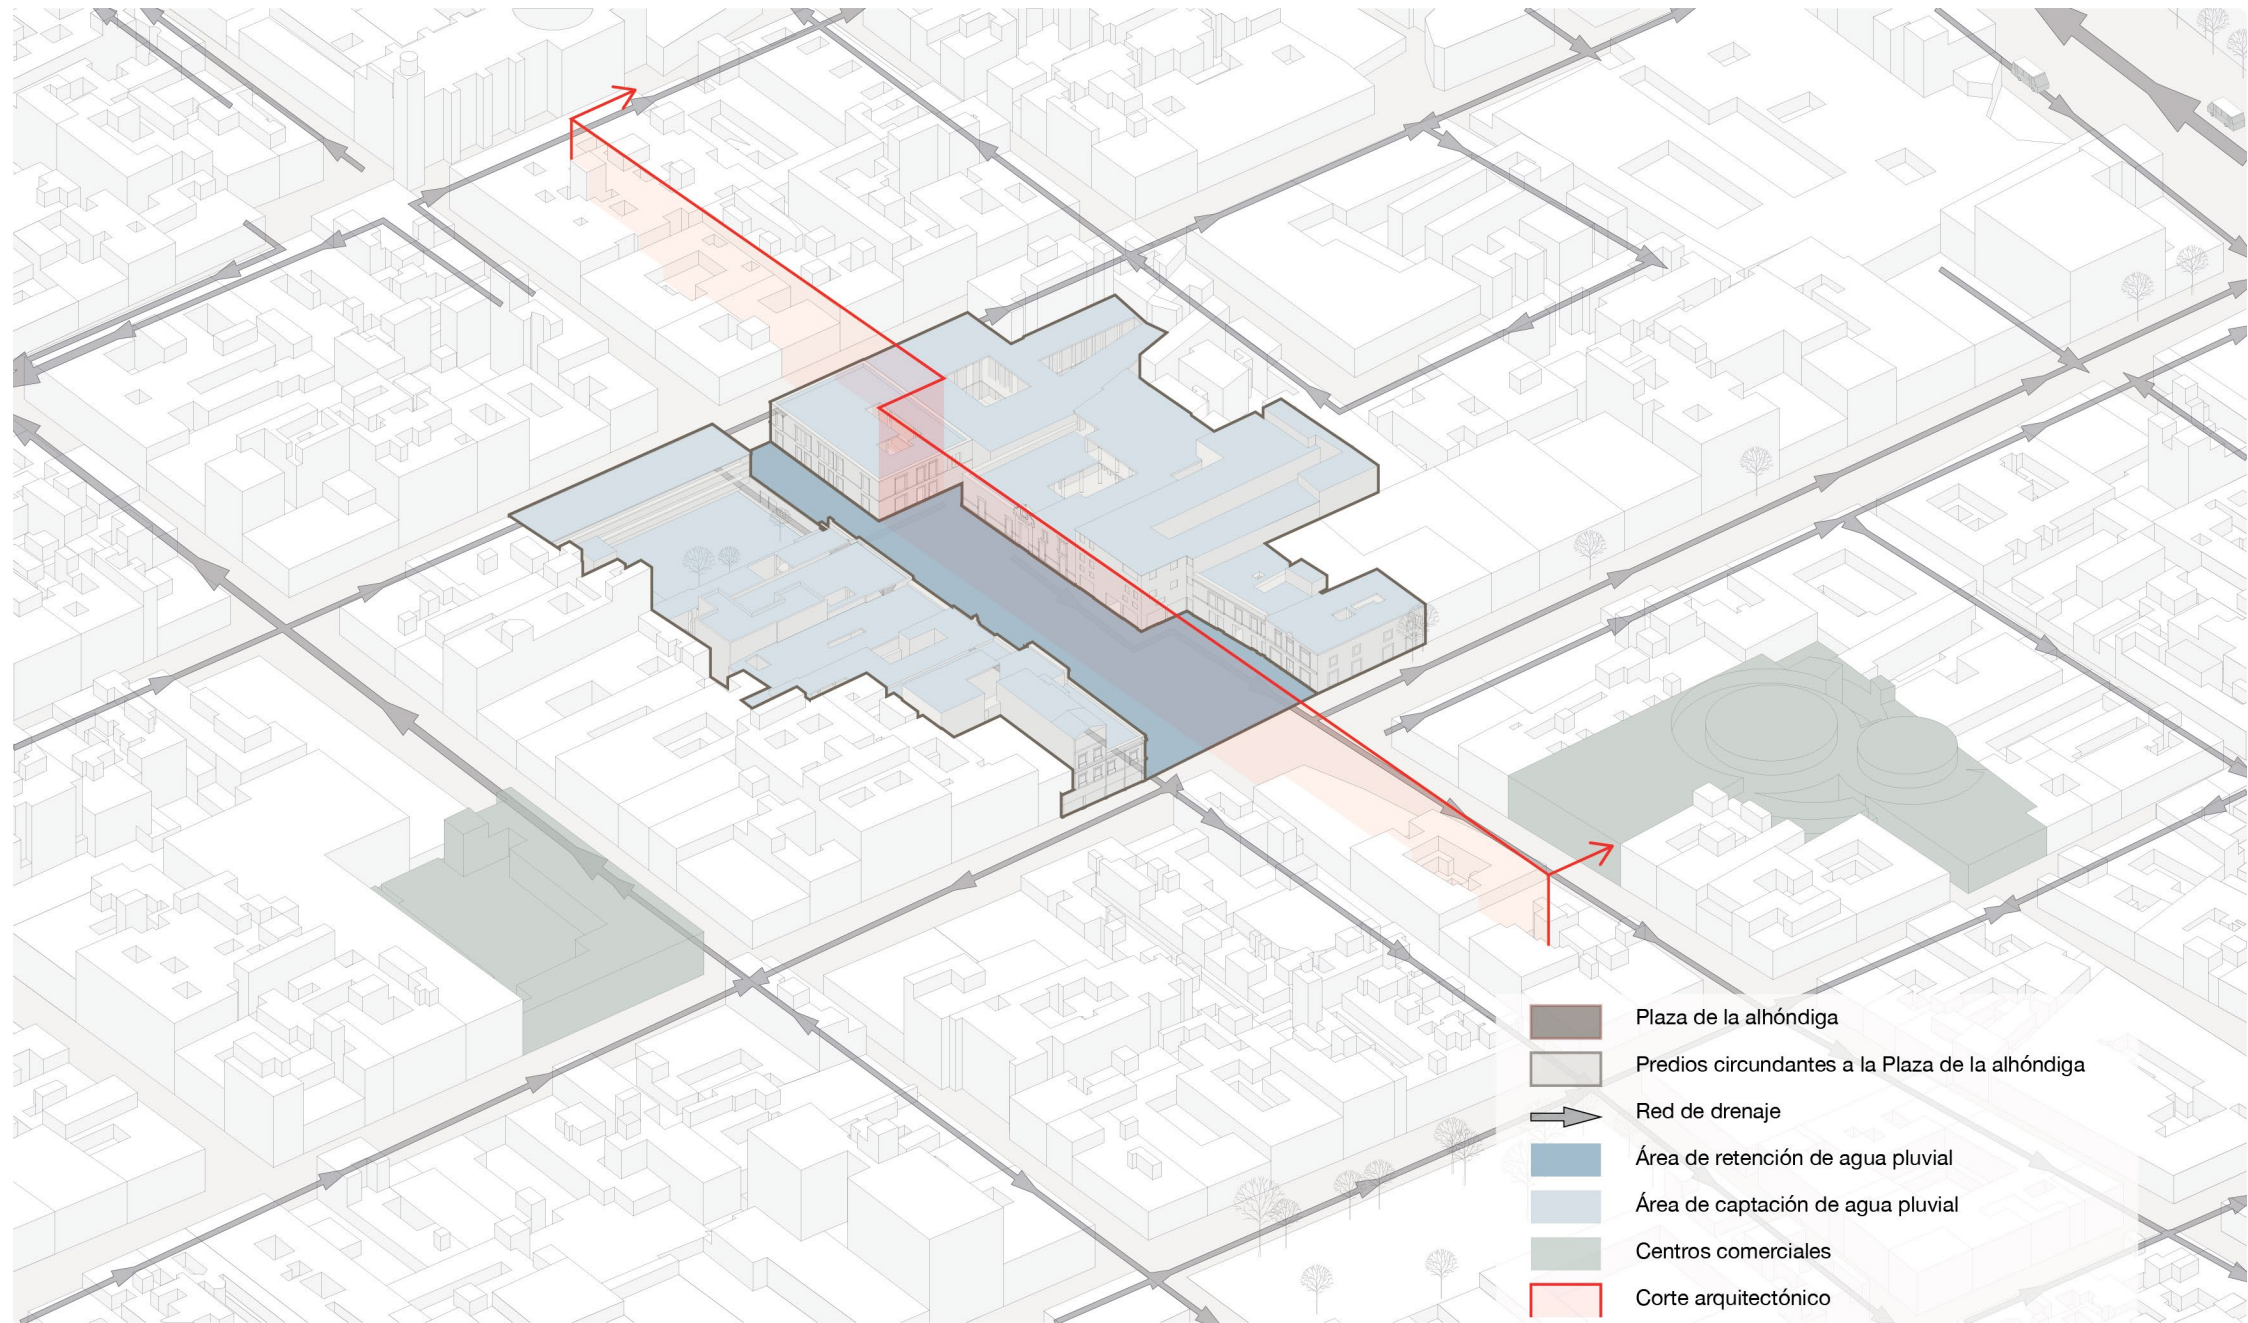 Plaza de la alhóndiga
Predios circundantes a la Plaza de la alhóndiga
Red de drenaje
Área de retención de agua pluvial
Área de captación de agua pluvial
Centros comerciales
Corte arquitectónico